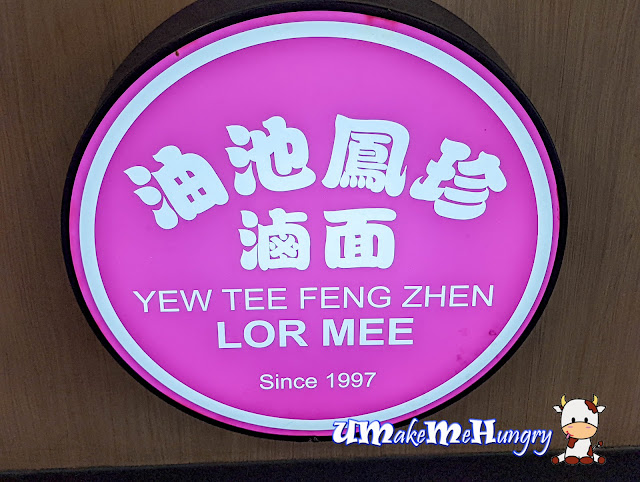 油池鳳珍
滷面
YEW TEE FENG ZHEN
LOR MEE
Since 1997
UMakeMeHungry